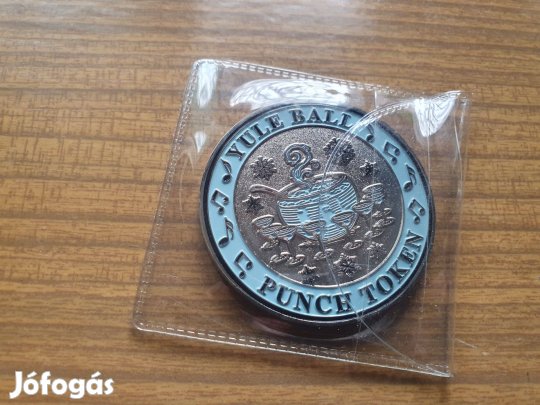 YULE BALL
PUNCH TOKEN
Jófogás